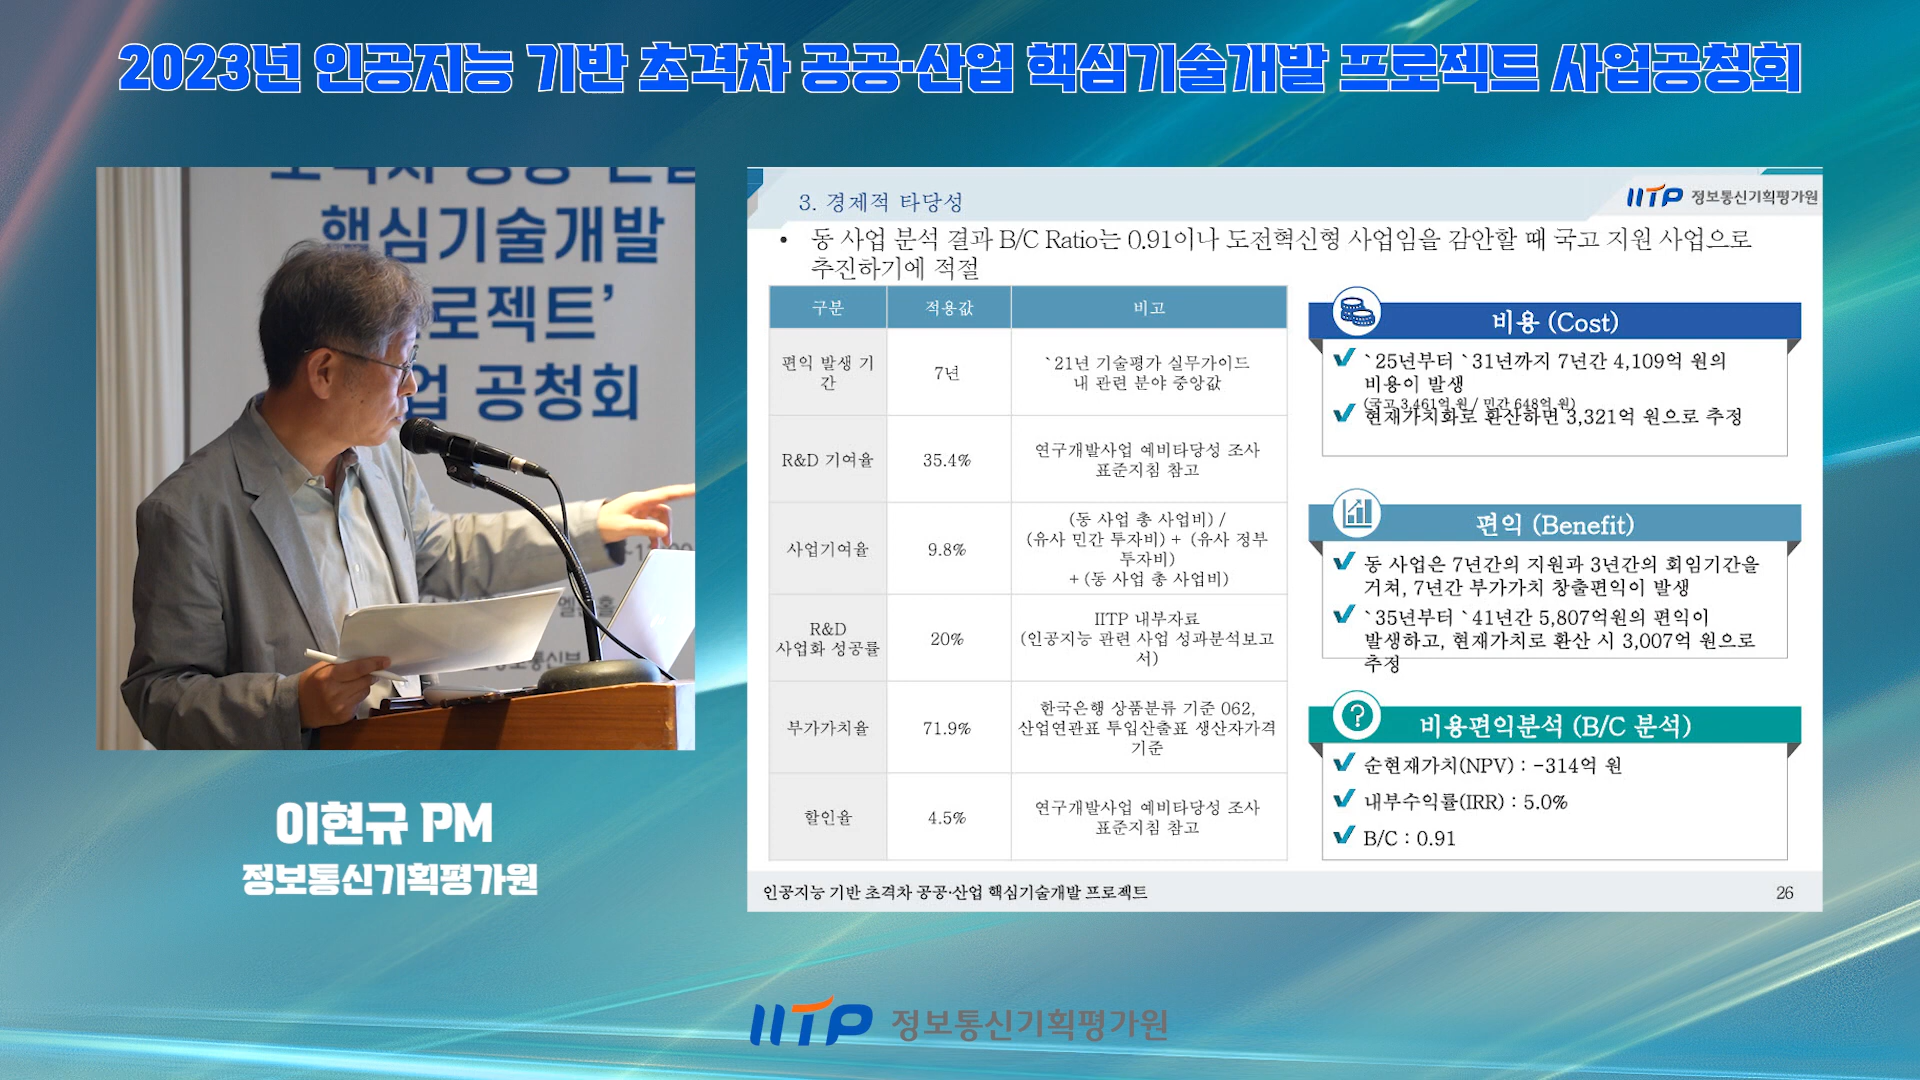 2023년 인공지능 기반 초격차 공공·산업 핵심기술개발 프로젝트 사업공청회
초격차 공공·산업
핵심기술개발
로젝트’
업 공청회
이현규 PM
정보통신기획평가원
3. 경제적 타당성
IITP 정보통신기획평가원
• 동 사업 분석 결과 B/C Ratio는 0.91이나 도전혁신형 사업임을 감안할 때 국고 지원 사업으로
추진하기에 적절
구분 적용값 비고
편익 발생 기
간
7년
`21년 기술평가 실무가이드
내 관련 분야 중앙값
R&D 기여율
35.4%
연구개발사업 예비타당성 조사
표준지침 참고
사업기여율
9.8%
(동 사업 총 사업비) /
(유사 민간 투자비) + (유사 정부
투자비)
+ (동 사업 총 사업비)
R&D
사업화 성공률
20%
IITP 내부자료
(인공지능 관련 사업 성과분석보고
서)
부가가치율
71.9%
한국은행 상품분류 기준 062,
산업연관표 투입산출표 생산자가격
기준
할인율
4.5%
연구개발사업 예비타당성 조사
표준지침 참고
비용 (Cost)
`25년부터 `31년까지 7년간 4,109억 원의
비용이 발생
(국고 3,461억 원 / 민간 648억 원)
현재가치화로 환산하면 3,321억 원으로 추정
편익 (Benefit)
동 사업은 7년간의 지원과 3년간의 회임기간을
거쳐, 7년간 부가가치 창출편익이 발생
`35년부터 `41년간 5,807억원의 편익이
발생하고, 현재가치로 환산 시 3,007억 원으로
추정
비용편익분석 (B/C 분석)
순현재가치(NPV) : -314억 원
내부수익률(IRR) : 5.0%
B/C : 0.91
인공지능 기반 초격차 공공·산업 핵심기술개발 프로젝트 26
IITP 정보통신기획평가원